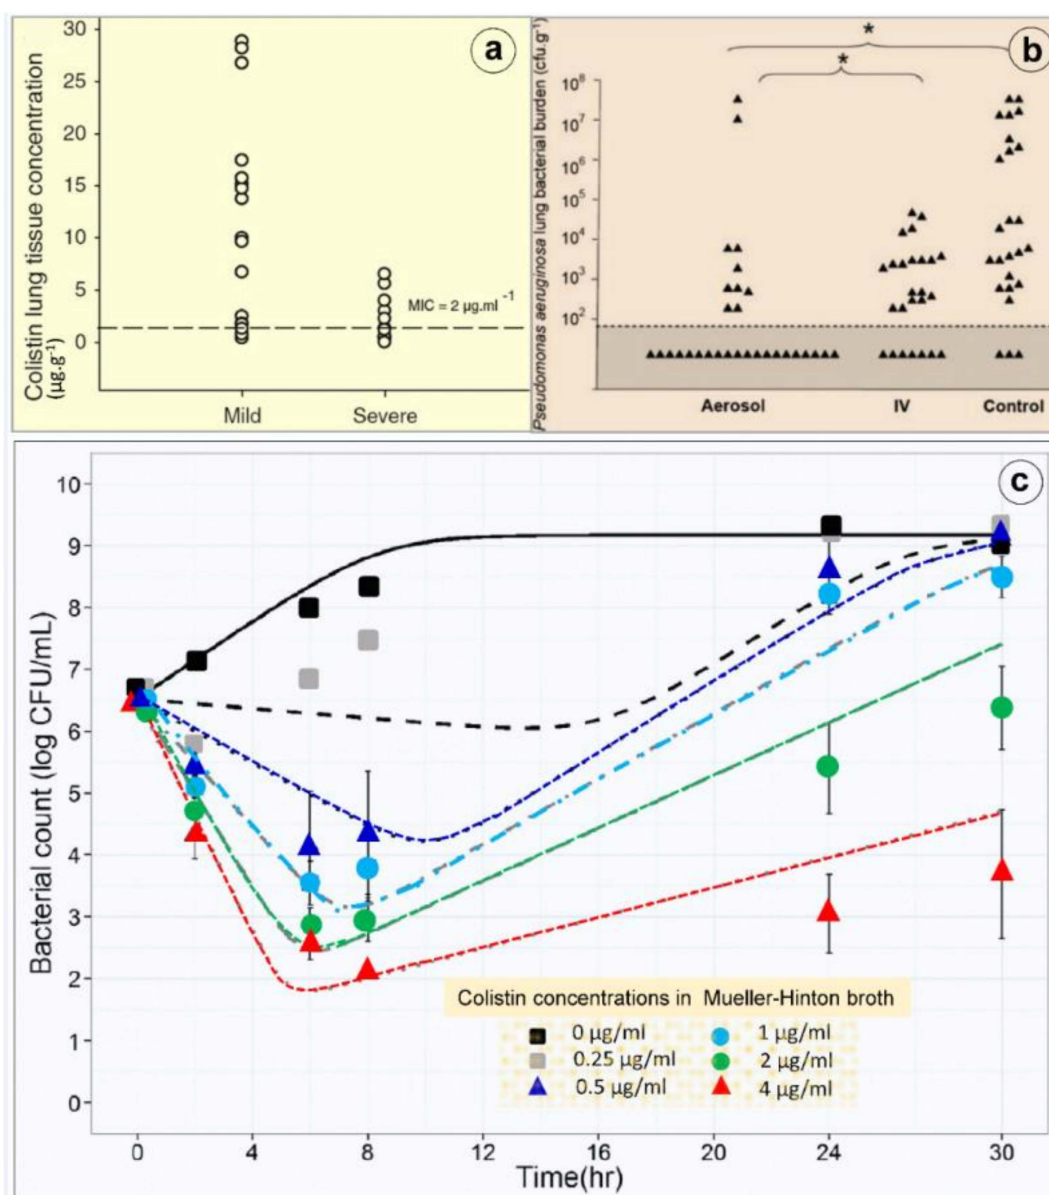 a
Colistin lung tissue concentration
(µg.g⁻¹)
30
25
20
15
10
5
0
MIC = 2 µg.ml ⁻¹
Mild
Severe
b
Pseudomonas aeruginosa lung bacterial burden (cfu.g⁻¹)
*
*
10⁸
10⁷
10⁶
10⁵
10⁴
10³
10²
Aerosol
IV
Control
c
Bacterial count (log CFU/mL)
10
9
8
7
6
5
4
3
2
1
0
Colistin concentrations in Mueller-Hinton broth
0 µg/ml
1 µg/ml
0.25 µg/ml
2 µg/ml
0.5 µg/ml
4 µg/ml
0 4 8 12 16 20 24 30
Time(hr)